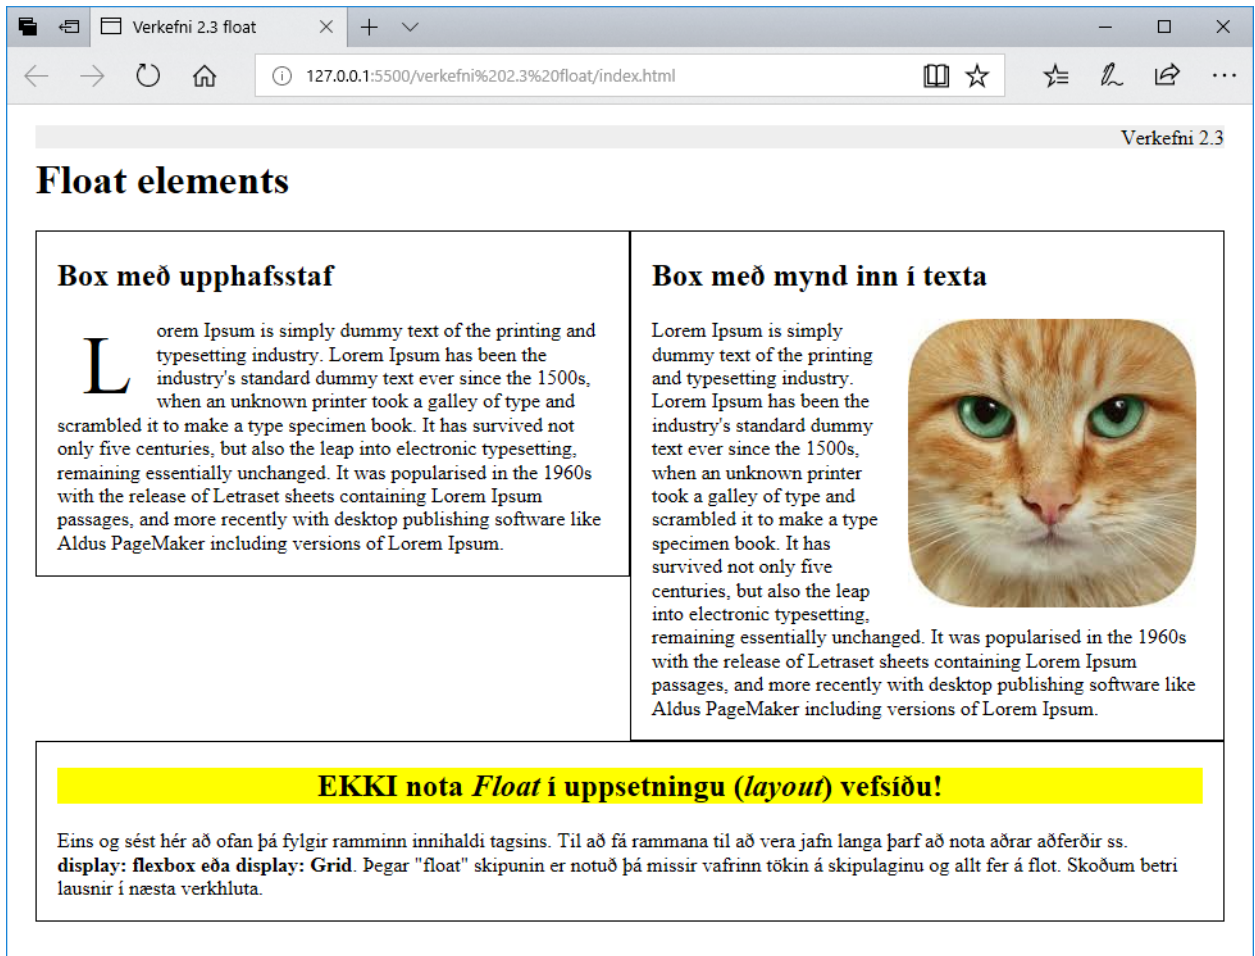 Verkefni 2.3 float
127.0.0.1:5500/verkefni%202.3%20float/index.html
Verkefni 2.3
Float elements
Box með upphafsstaf
Lorem Ipsum is simply dummy text of the printing and
typesetting industry. Lorem Ipsum has been the
industry's standard dummy text ever since the 1500s,
when an unknown printer took a galley of type and
scrambled it to make a type specimen book. It has survived not
only five centuries, but also the leap into electronic typesetting,
remaining essentially unchanged. It was popularised in the 1960s
with the release of Letraset sheets containing Lorem Ipsum
passages, and more recently with desktop publishing software like
Aldus PageMaker including versions of Lorem Ipsum.
Box með mynd inn í texta
Lorem Ipsum is simply
dummy text of the printing
and typesetting industry.
Lorem Ipsum has been the
industry's standard dummy
text ever since the 1500s,
when an unknown printer
took a galley of type and
scrambled it to make a type
specimen book. It has
survived not only five
centuries, but also the leap
into electronic typesetting,
remaining essentially unchanged. It was popularised in the 1960s
with the release of Letraset sheets containing Lorem Ipsum
passages, and more recently with desktop publishing software like
Aldus PageMaker including versions of Lorem Ipsum.
EKKI nota Float í uppsetningu (layout) vefsíðu!
Eins og sést hér að ofan þá fylgir ramminn innihaldi tagsins. Til að fá rammana til að vera jafn langa þarf að nota aðrar aðferðir ss.
display: flexbox eða display: Grid. Þegar "float" skipunin er notuð þá missir vafrinn tökin á skipulaginu og allt fer á flot. Skoðum betri
lausnir í næsta verkhluta.